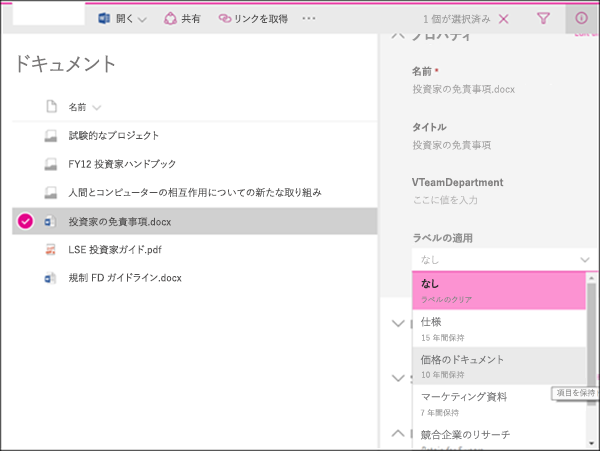 開く 共有 リンクを取得 ... 1 個が選択済み
プロパティ
ドキュメント
名前
試験的なプロジェクト
FY12 投資家ハンドブック
人間とコンピューターの相互作用についての新たな取り組み
投資家の免責事項.docx
LSE 投資家ガイド.pdf
規制 FD ガイドライン.docx
名前 *
投資家の免責事項.docx
タイトル
投資家の免責事項
VTeamDepartment
ここに値を入力
ラベルの適用
なし
なし
ラベルのクリア
仕様
15 年間保持
価格のドキュメント
10 年間保持
項目を保持
マーケティング資料
7 年間保持
競合企業のリサーチ